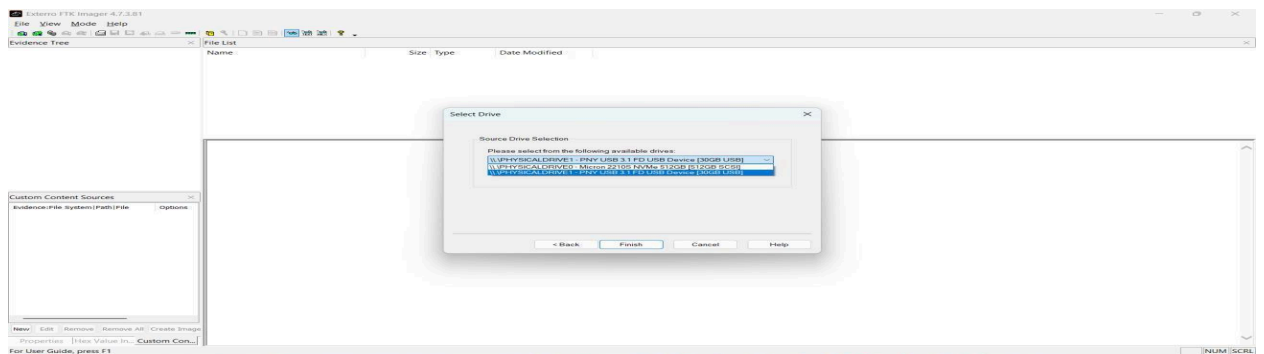 Exterro FTK Imager 4.7.3.81
File View Mode Help
Evidence Tree
File List
Name Size Type Date Modified
Select Drive
Source Drive Selection
Please select from the following available drives:
\\.\PHYSICALDRIVE1 - PNY USB 3.1 FD USB Device [30GB USB]
\\.\PHYSICALDRIVE0 - Micron 2210S NVMe 512GB [512GB SCSI]
\\.\PHYSICALDRIVE1 - PNY USB 3.1 FD USB Device [30GB USB]
< Back Finish Cancel Help
Custom Content Sources
Evidence:File System|Path|File Options
New Edit Remove Remove All Create Image
Properties Hex Value In... Custom Con...
For User Guide, press F1
NUM SCRL